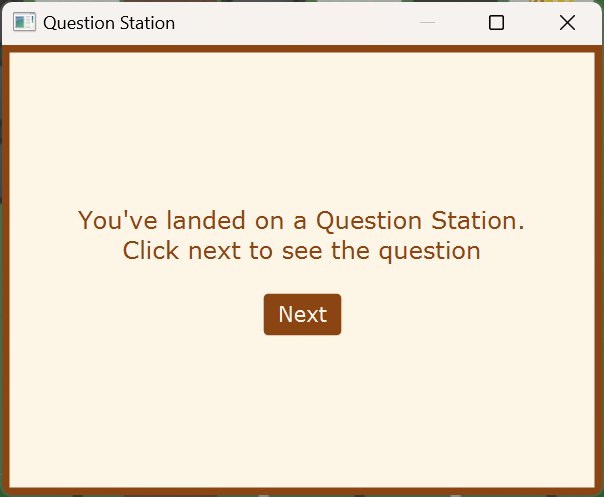 Question Station
You've landed on a Question Station.
Click next to see the question
Next